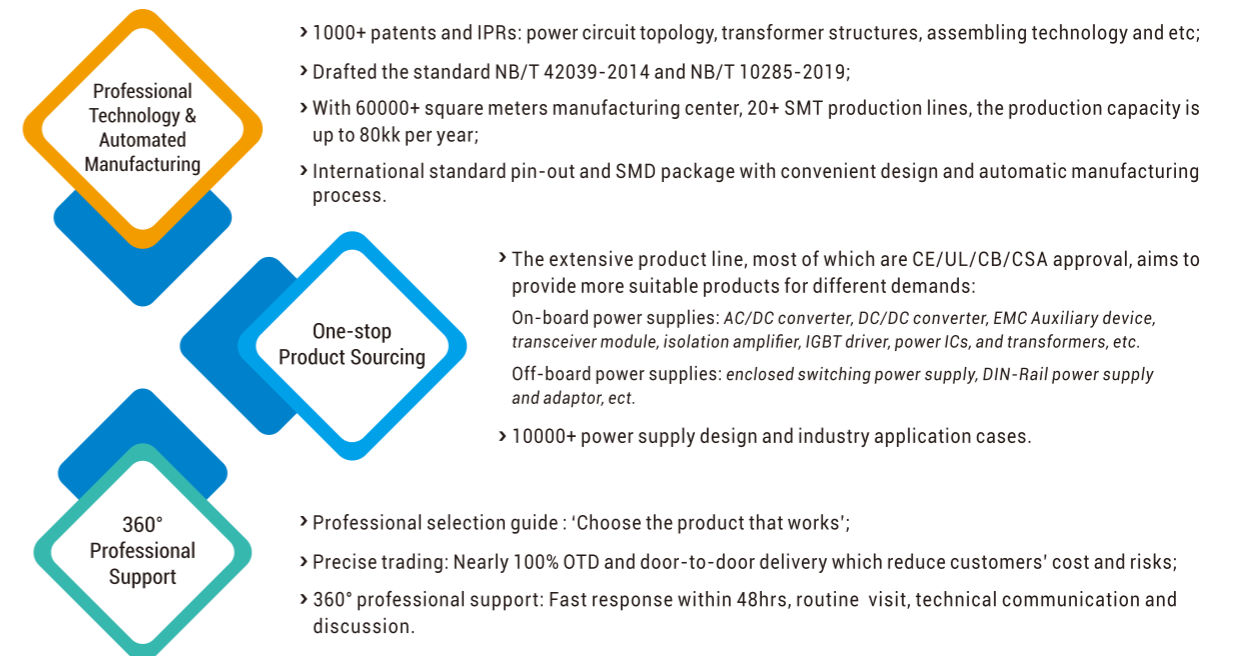 Professional
Technology &
Automated
Manufacturing
› 1000+ patents and IPRs: power circuit topology, transformer structures, assembling technology and etc;
› Drafted the standard NB/T 42039-2014 and NB/T 10285-2019;
› With 60000+ square meters manufacturing center, 20+ SMT production lines, the production capacity is
up to 80kk per year;
› International standard pin-out and SMD package with convenient design and automatic manufacturing
process.
One-stop
Product Sourcing
› The extensive product line, most of which are CE/UL/CB/CSA approval, aims to
provide more suitable products for different demands:
On-board power supplies: AC/DC converter, DC/DC converter, EMC Auxiliary device,
transceiver module, isolation amplifier, IGBT driver, power ICs, and transformers, etc.
Off-board power supplies: enclosed switching power supply, DIN-Rail power supply
and adaptor, ect.
› 10000+ power supply design and industry application cases.
360°
Professional
Support
› Professional selection guide : ‘Choose the product that works’;
› Precise trading: Nearly 100% OTD and door-to-door delivery which reduce customers’ cost and risks;
› 360° professional support: Fast response within 48hrs, routine visit, technical communication and
discussion.